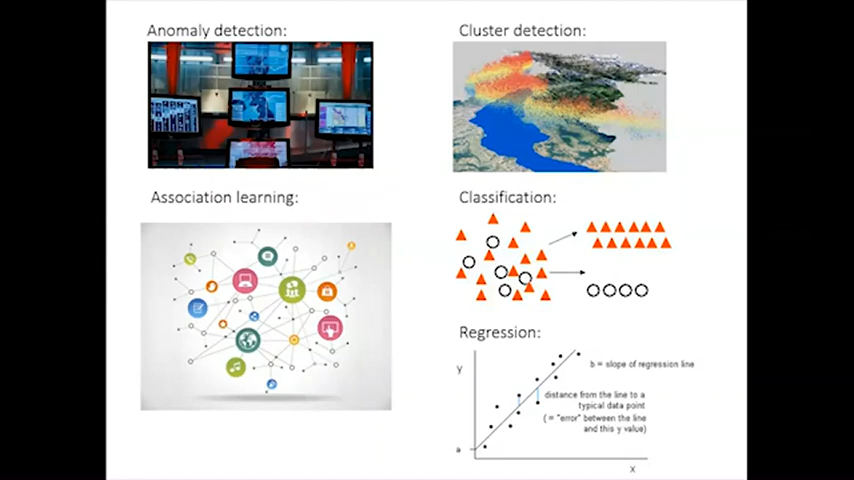 Anomaly detection:
Cluster detection:
Association learning:
Classification:
Regression:
y
b = slope of regression line
distance from the line to a
typical data point
( = "error" between the line
and this y value)
a
x